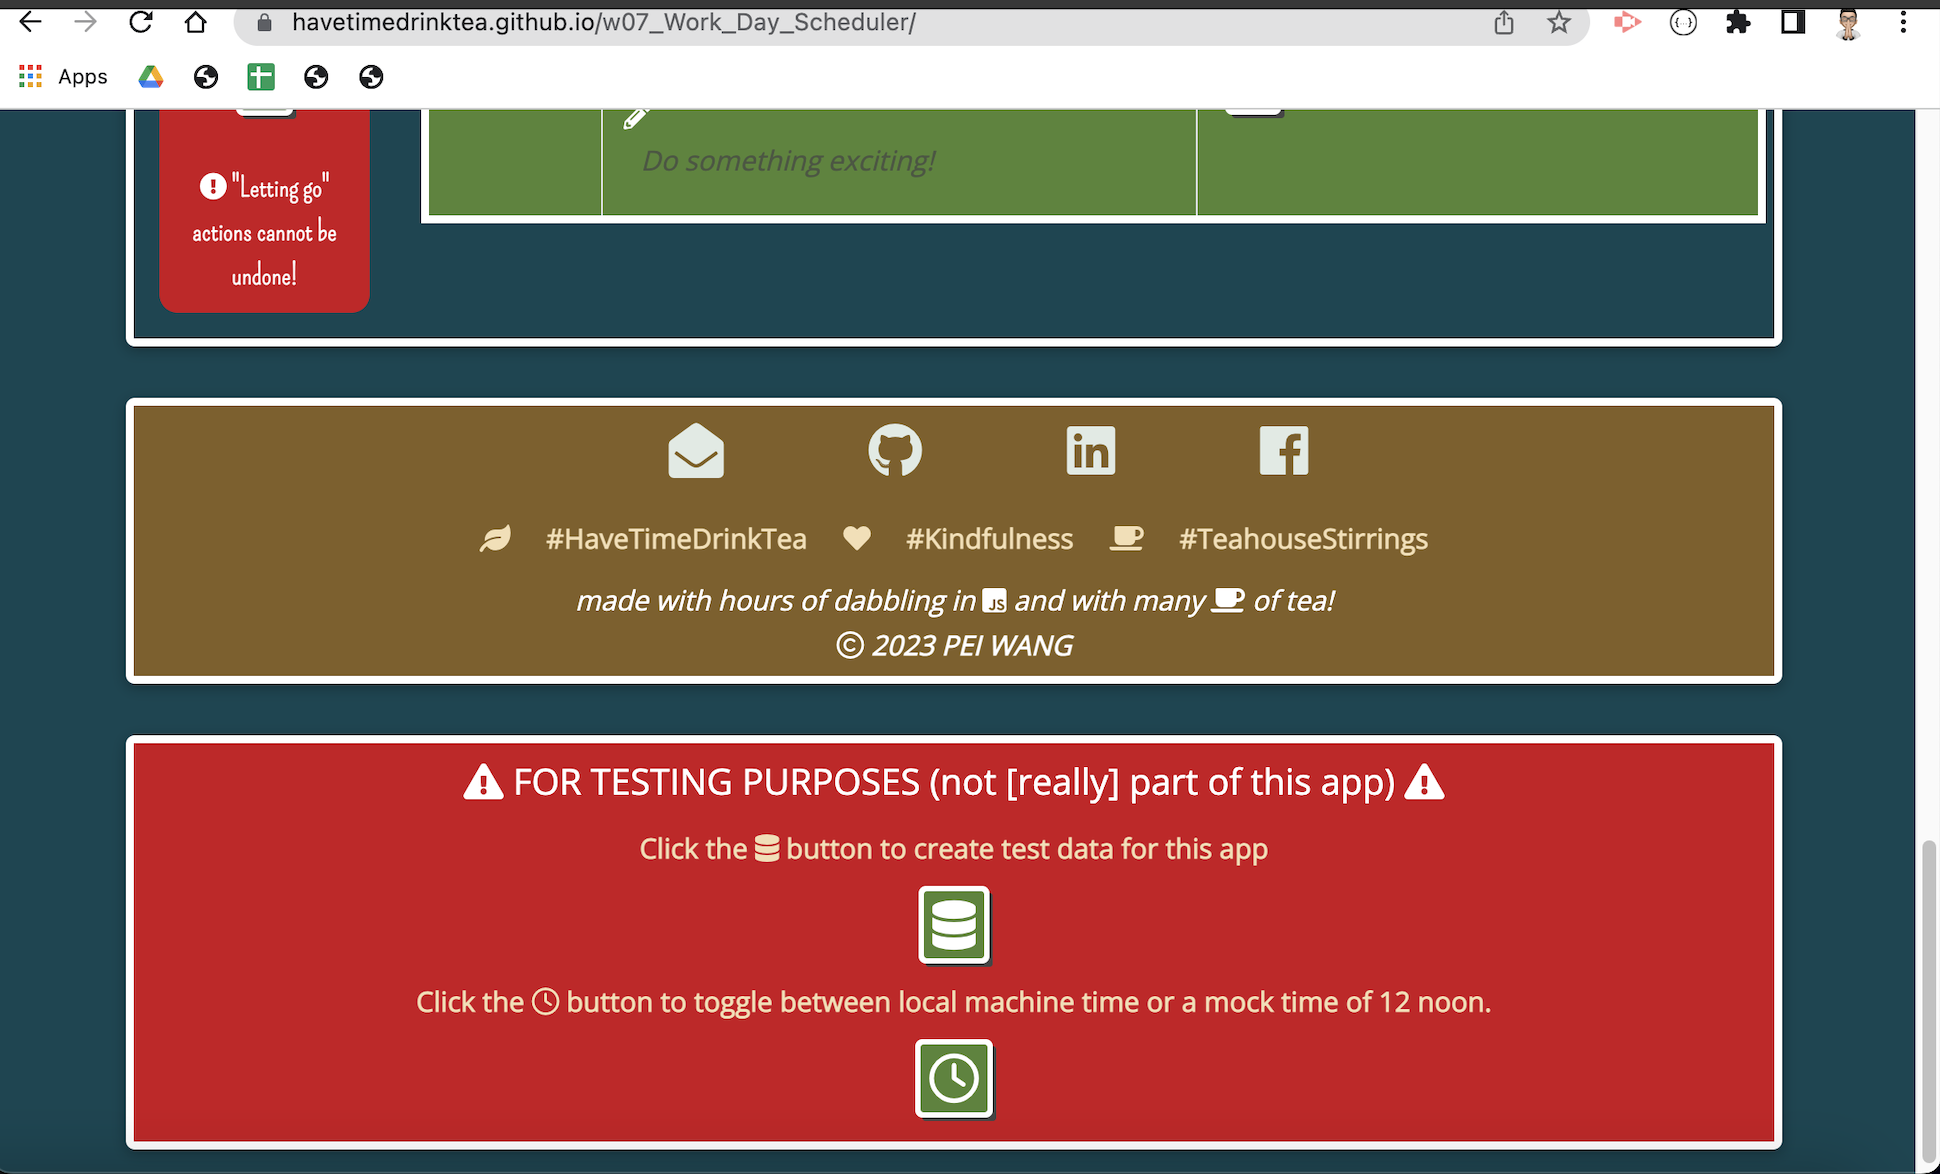 havetimedrinktea.github.io/w07_Work_Day_Scheduler/
Apps
Do something exciting!
"Letting go"
actions cannot be
undone!
#HaveTimeDrinkTea #Kindfulness #TeahouseStirrings
made with hours of dabbling in JS and with many of tea!
© 2023 PEI WANG
FOR TESTING PURPOSES (not [really] part of this app)
Click the button to create test data for this app
Click the button to toggle between local machine time or a mock time of 12 noon.